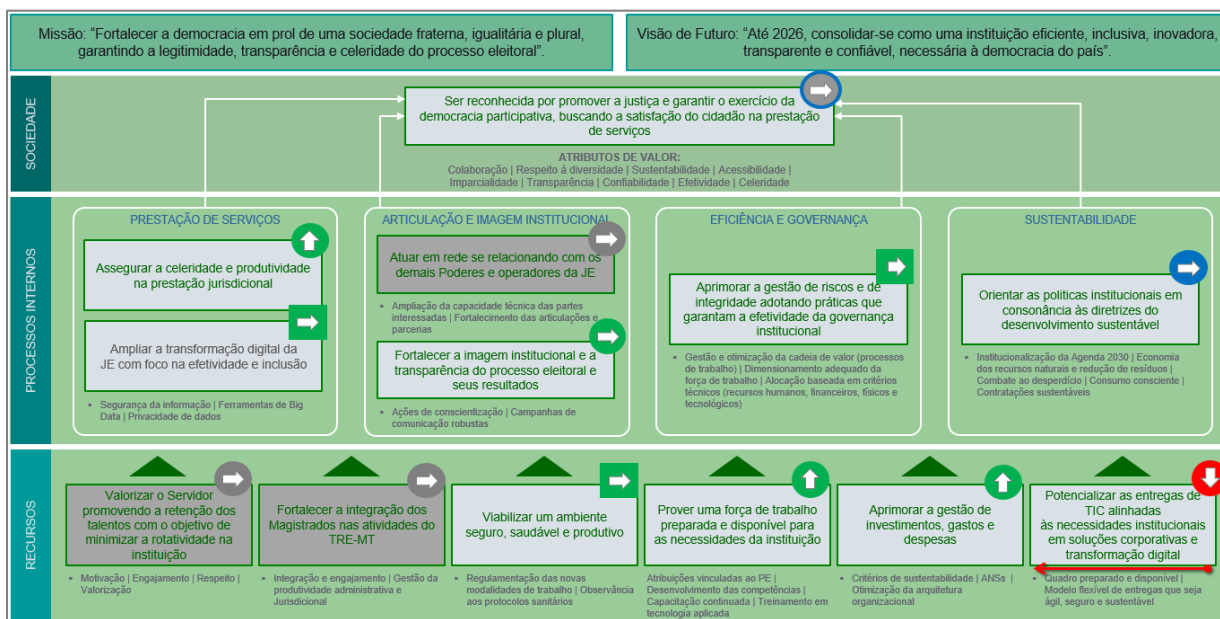 Missão: “Fortalecer a democracia em prol de uma sociedade fraterna, igualitária e plural,
garantindo a legitimidade, transparência e celeridade do processo eleitoral”.
Visão de Futuro: “Até 2026, consolidar-se como uma instituição eficiente, inclusiva, inovadora,
transparente e confiável, necessária à democracia do país”.
SOCIEDADE
Ser reconhecida por promover a justiça e garantir o exercício da
democracia participativa, buscando a satisfação do cidadão na prestação
de serviços
ATRIBUTOS DE VALOR:
Colaboração | Respeito à diversidade | Sustentabilidade | Acessibilidade |
Imparcialidade | Transparência | Confiabilidade | Efetividade | Celeridade
PROCESSOS INTERNOS
PRESTAÇÃO DE SERVIÇOS
Assegurar a celeridade e produtividade
na prestação jurisdicional
Ampliar a transformação digital da
JE com foco na efetividade e inclusão
▪ Segurança da informação | Ferramentas de Big
Data | Privacidade de dados
ARTICULAÇÃO E IMAGEM INSTITUCIONAL
Atuar em rede se relacionando com os
demais Poderes e operadores da JE
▪ Ampliação da capacidade técnica das partes
interessadas | Fortalecimento das articulações e
parcerias
Fortalecer a imagem institucional e a
transparência do processo eleitoral e
seus resultados
▪ Ações de conscientização | Campanhas de
comunicação robustas
EFICIÊNCIA E GOVERNANÇA
Aprimorar a gestão de riscos e de
integridade adotando práticas que
garantam a efetividade da governança
institucional
▪ Gestão e otimização da cadeia de valor (processos
de trabalho) | Dimensionamento adequado da
força de trabalho | Alocação baseada em critérios
técnicos (recursos humanos, financeiros, físicos e
tecnológicos)
SUSTENTABILIDADE
Orientar as politicas institucionais em
consonância às diretrizes do
desenvolvimento sustentável
▪ Institucionalização da Agenda 2030 | Economia
dos recursos naturais e redução de resíduos |
Combate ao desperdício | Consumo consciente |
Contratações sustentáveis
RECURSOS
Valorizar o Servidor
promovendo a retenção dos
talentos com o objetivo de
minimizar a rotatividade na
instituição
▪ Motivação | Engajamento | Respeito |
Valorização
Fortalecer a integração dos
Magistrados nas atividades do
TRE-MT
▪ Integração e engajamento | Gestão da
produtividade administrativa e
Jurisdicional
Viabilizar um ambiente
seguro, saudável e produtivo
▪ Regulamentação das novas
modalidades de trabalho | Observância
aos protocolos sanitários
Prover uma força de trabalho
preparada e disponível para
as necessidades da instituição
Atribuições vinculadas ao PE |
Desenvolvimento das competências |
Capacitação continuada | Treinamento em
tecnologia aplicada
Aprimorar a gestão de
investimentos, gastos e
despesas
▪ Critérios de sustentabilidade | ANSs |
Otimização da arquitetura
organizacional
Potencializar as entregas de
TIC alinhadas
às necessidades institucionais
em soluções corporativas e
transformação digital
▪ Quadro preparado e disponível |
Modelo flexível de entregas que seja
ágil, seguro e sustentável